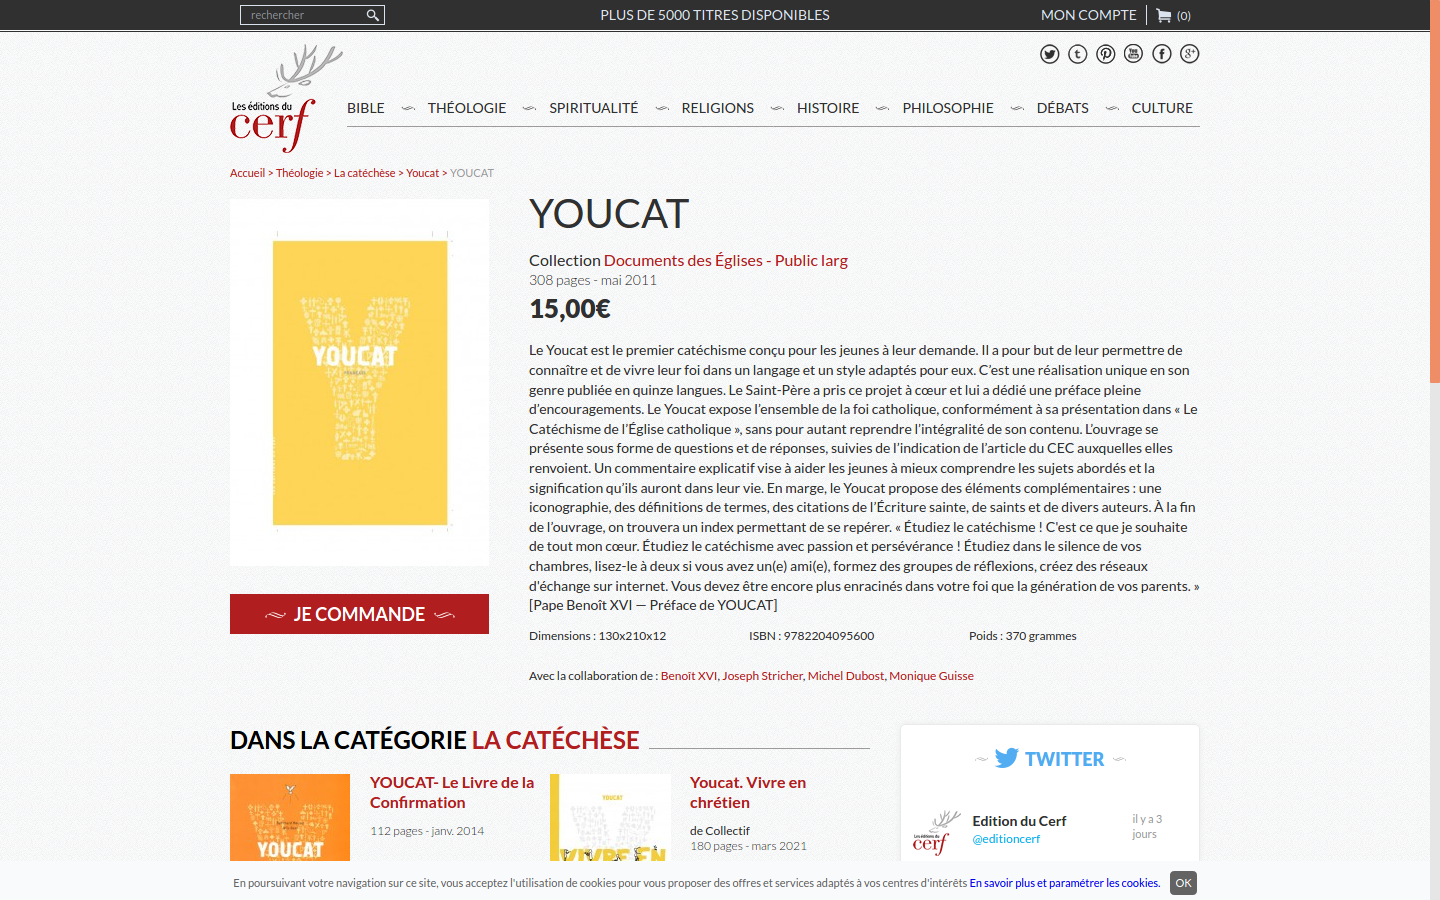 rechercher
PLUS DE 5000 TITRES DISPONIBLES
MON COMPTE
(0)
Les éditions du
cerf
BIBLE
THÉOLOGIE
SPIRITUALITÉ
RELIGIONS
HISTOIRE
PHILOSOPHIE
DÉBATS
CULTURE
Accueil > Théologie > La catéchèse > Youcat > YOUCAT
YOUCAT
YOUCAT
Collection Documents des Églises - Public larg
308 pages - mai 2011
15,00€
Le Youcat est le premier catéchisme conçu pour les jeunes à leur demande. Il a pour but de leur permettre de
connaître et de vivre leur foi dans un langage et un style adaptés pour eux. C’est une réalisation unique en son
genre publiée en quinze langues. Le Saint-Père a pris ce projet à cœur et lui a dédié une préface pleine
d’encouragements. Le Youcat expose l’ensemble de la foi catholique, conformément à sa présentation dans « Le
Catéchisme de l’Église catholique », sans pour autant reprendre l’intégralité de son contenu. L’ouvrage se
présente sous forme de questions et de réponses, suivies de l’indication de l’article du CEC auxquelles elles
renvoient. Un commentaire explicatif vise à aider les jeunes à mieux comprendre les sujets abordés et la
signification qu’ils auront dans leur vie. En marge, le Youcat propose des éléments complémentaires : une
iconographie, des définitions de termes, des citations de l’Écriture sainte, de saints et de divers auteurs. À la fin
de l’ouvrage, on trouvera un index permettant de se repérer. « Étudiez le catéchisme ! C'est ce que je souhaite
de tout mon cœur. Étudiez le catéchisme avec passion et persévérance ! Étudiez dans le silence de vos
chambres, lisez-le à deux si vous avez un(e) ami(e), formez des groupes de réflexions, créez des réseaux
d'échange sur internet. Vous devez être encore plus enracinés dans votre foi que la génération de vos parents. »
[Pape Benoît XVI — Préface de YOUCAT]
JE COMMANDE
Dimensions : 130x210x12
ISBN : 9782204095600
Poids : 370 grammes
Avec la collaboration de : Benoît XVI, Joseph Stricher, Michel Dubost, Monique Guisse
DANS LA CATÉGORIE LA CATÉCHÈSE
YOUCAT
YOUCAT- Le Livre de la
Confirmation
112 pages - janv. 2014
YOUCAT
VIVRE EN
Youcat. Vivre en
chrétien
de Collectif
180 pages - mars 2021
TWITTER
cerf
Edition du Cerf
@editioncerf
il y a 3
jours
En poursuivant votre navigation sur ce site, vous acceptez l'utilisation de cookies pour vous proposer des offres et services adaptés à vos centres d'intérêts En savoir plus et paramétrer les cookies.
OK